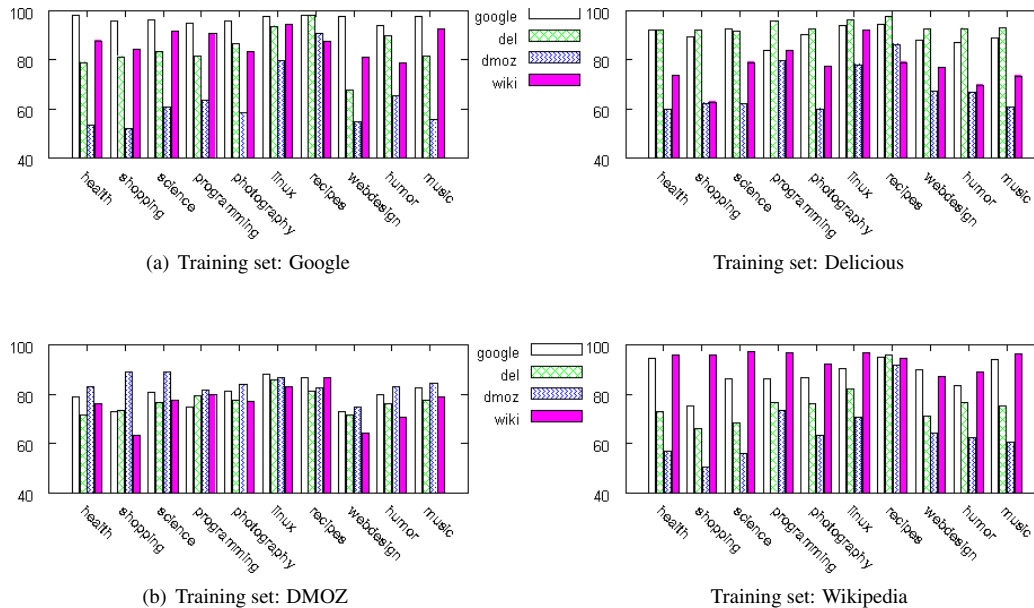 100
80
60
40
health
shopping
science
programming
photography
linux
recipes
webdesign
humor
music
google
del
dmoz
wiki
100
80
60
40
health
shopping
science
programming
photography
linux
recipes
webdesign
humor
music
(a) Training set: Google
Training set: Delicious
100
80
60
40
health
shopping
science
programming
photography
linux
recipes
webdesign
humor
music
google
del
dmoz
wiki
100
80
60
40
health
shopping
science
programming
photography
linux
recipes
webdesign
humor
music
(b) Training set: DMOZ
Training set: Wikipedia